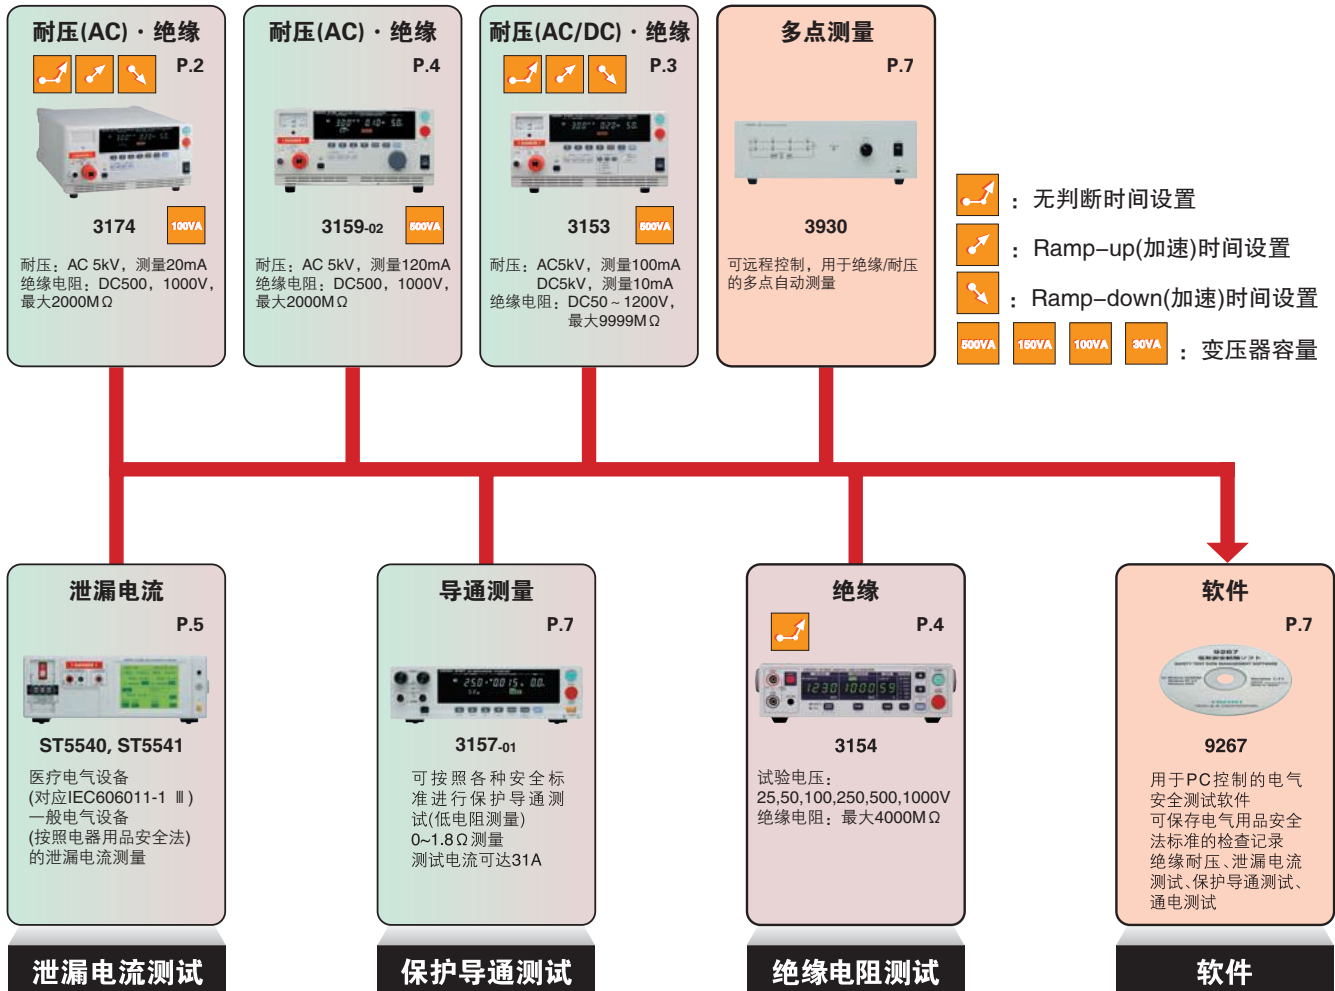 耐压(AC)·绝缘
P.2
3174
100VA
耐压：AC 5kV，测量20mA
绝缘电阻：DC500，1000V，
最大2000MΩ
耐压(AC)·绝缘
P.4
3159-02
500VA
耐压：AC 5kV，测量120mA
绝缘电阻：DC500，1000V，
最大2000MΩ
耐压(AC/DC)·绝缘
P.3
3153
500VA
耐压：AC5kV，测量100mA
DC5kV，测量10mA
绝缘电阻：DC50~1200V，
最大9999MΩ
多点测量
P.7
3930
可远程控制，用于绝缘/耐压
的多点自动测量
：无判断时间设置
：Ramp-up(加速)时间设置
：Ramp-down(加速)时间设置
500VA 150VA 100VA 30VA ：变压器容量
泄漏电流
P.5
ST5540, ST5541
医疗电气设备
(对应IEC606011-1 Ⅲ)
一般电气设备
(按照电器用品安全法)
的泄漏电流测量
泄漏电流测试
导通测量
P.7
25.0 0.015 0.0
3157-01
可按照各种安全标
准进行保护导通测
试(低电阻测量)
0~1.8Ω测量
测试电流可达31A
保护导通测试
绝缘
P.4
1230 1000 59
3154
试验电压：
25,50,100,250,500,1000V
绝缘电阻：最大4000MΩ
绝缘电阻测试
软件
P.7
9267
SAFETY TEST DATA MANAGEMENT SOFTWARE
9267
用于PC控制的电气
安全测试软件
可保存电气用品安全
法标准的检查记录
绝缘耐压、泄漏电流
测试、保护导通测试、
通电测试
软件